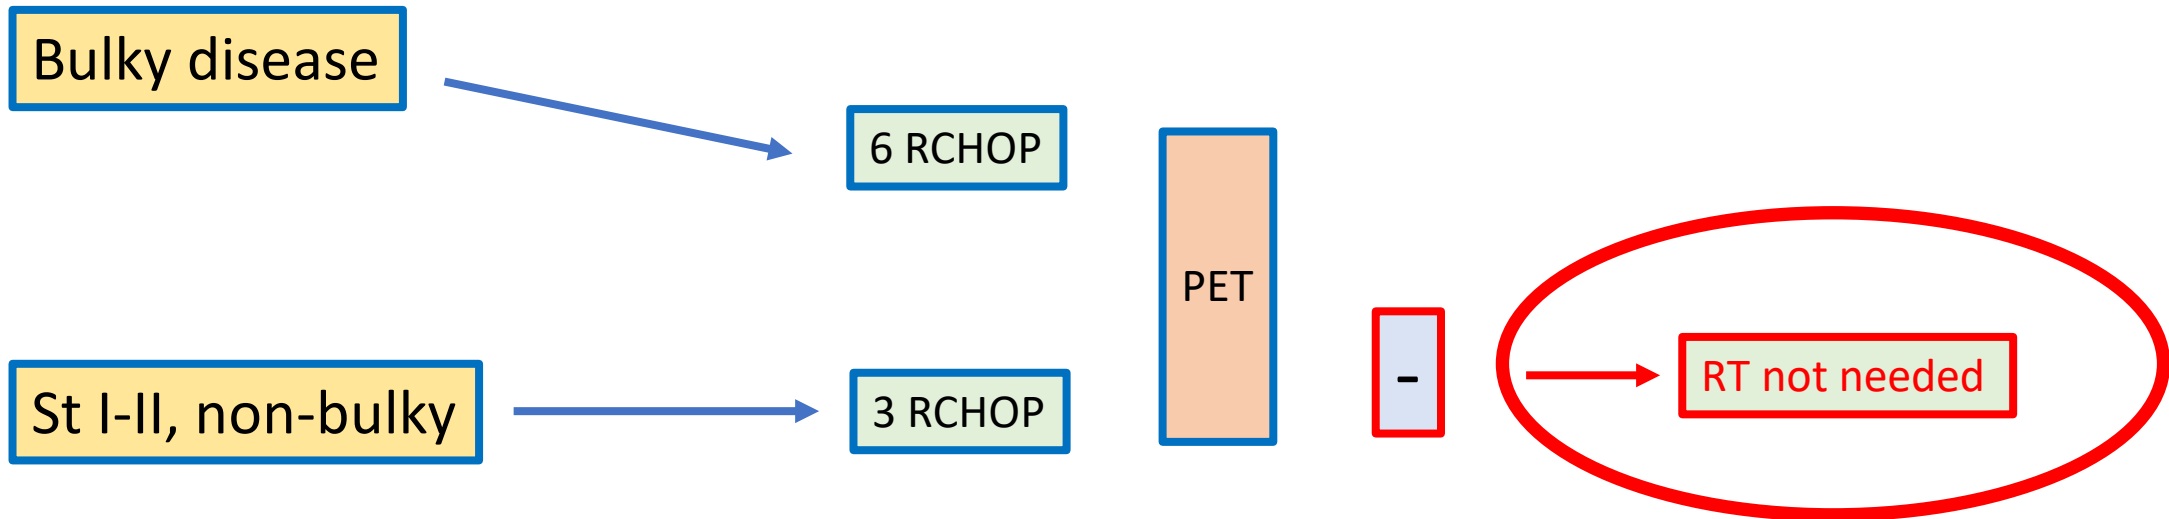 Bulky disease
6 RCHOP
PET
St I-II, non-bulky
3 RCHOP
-
RT not needed